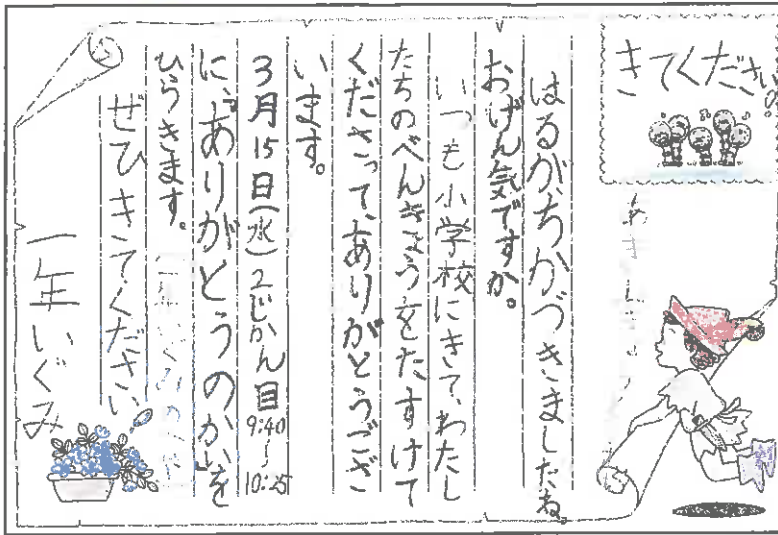 きてください。
はるがちかづきましたね。
おげん気ですか。
いつも小学校にきて、わたし
たちのべんきょうをたすけて
くださって、ありがとうござ
います。
3月15日(水)2じかん目9:40〜10:25
に、「ありがとうのかい」を
ひらきます。
ぜひきてください。
一年いぐみ